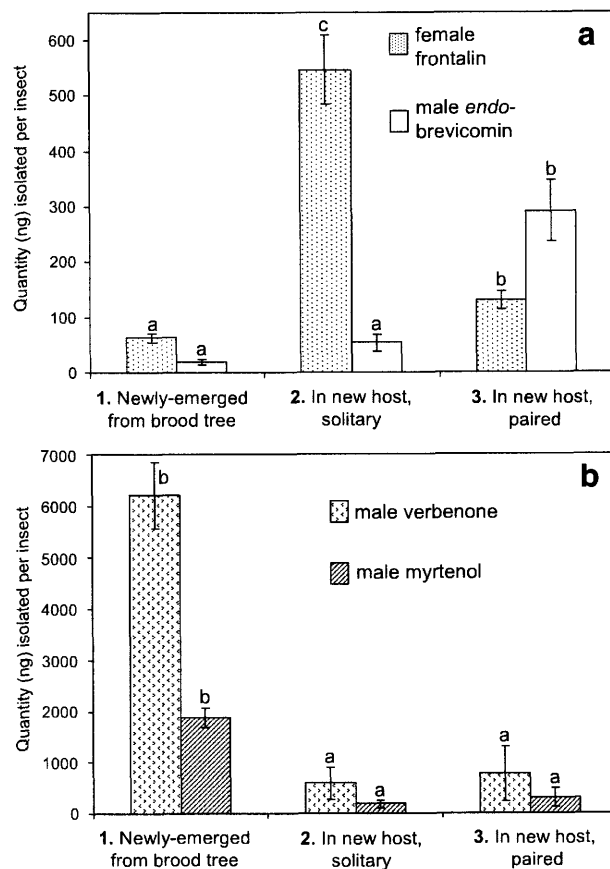 a
Quantity (ng) isolated per insect
600
500
400
300
200
100
0
female
frontalin
male endo-
brevicomin
a
a
c
a
b
b
1. Newly-emerged
from brood tree
2. In new host,
solitary
3. In new host,
paired
b
Quantity (ng) isolated per insect
7000
6000
5000
4000
3000
2000
1000
0
male verbenone
male myrtenol
b
b
a
a
a
a
1. Newly-emerged
from brood tree
2. In new host,
solitary
3. In new host,
paired